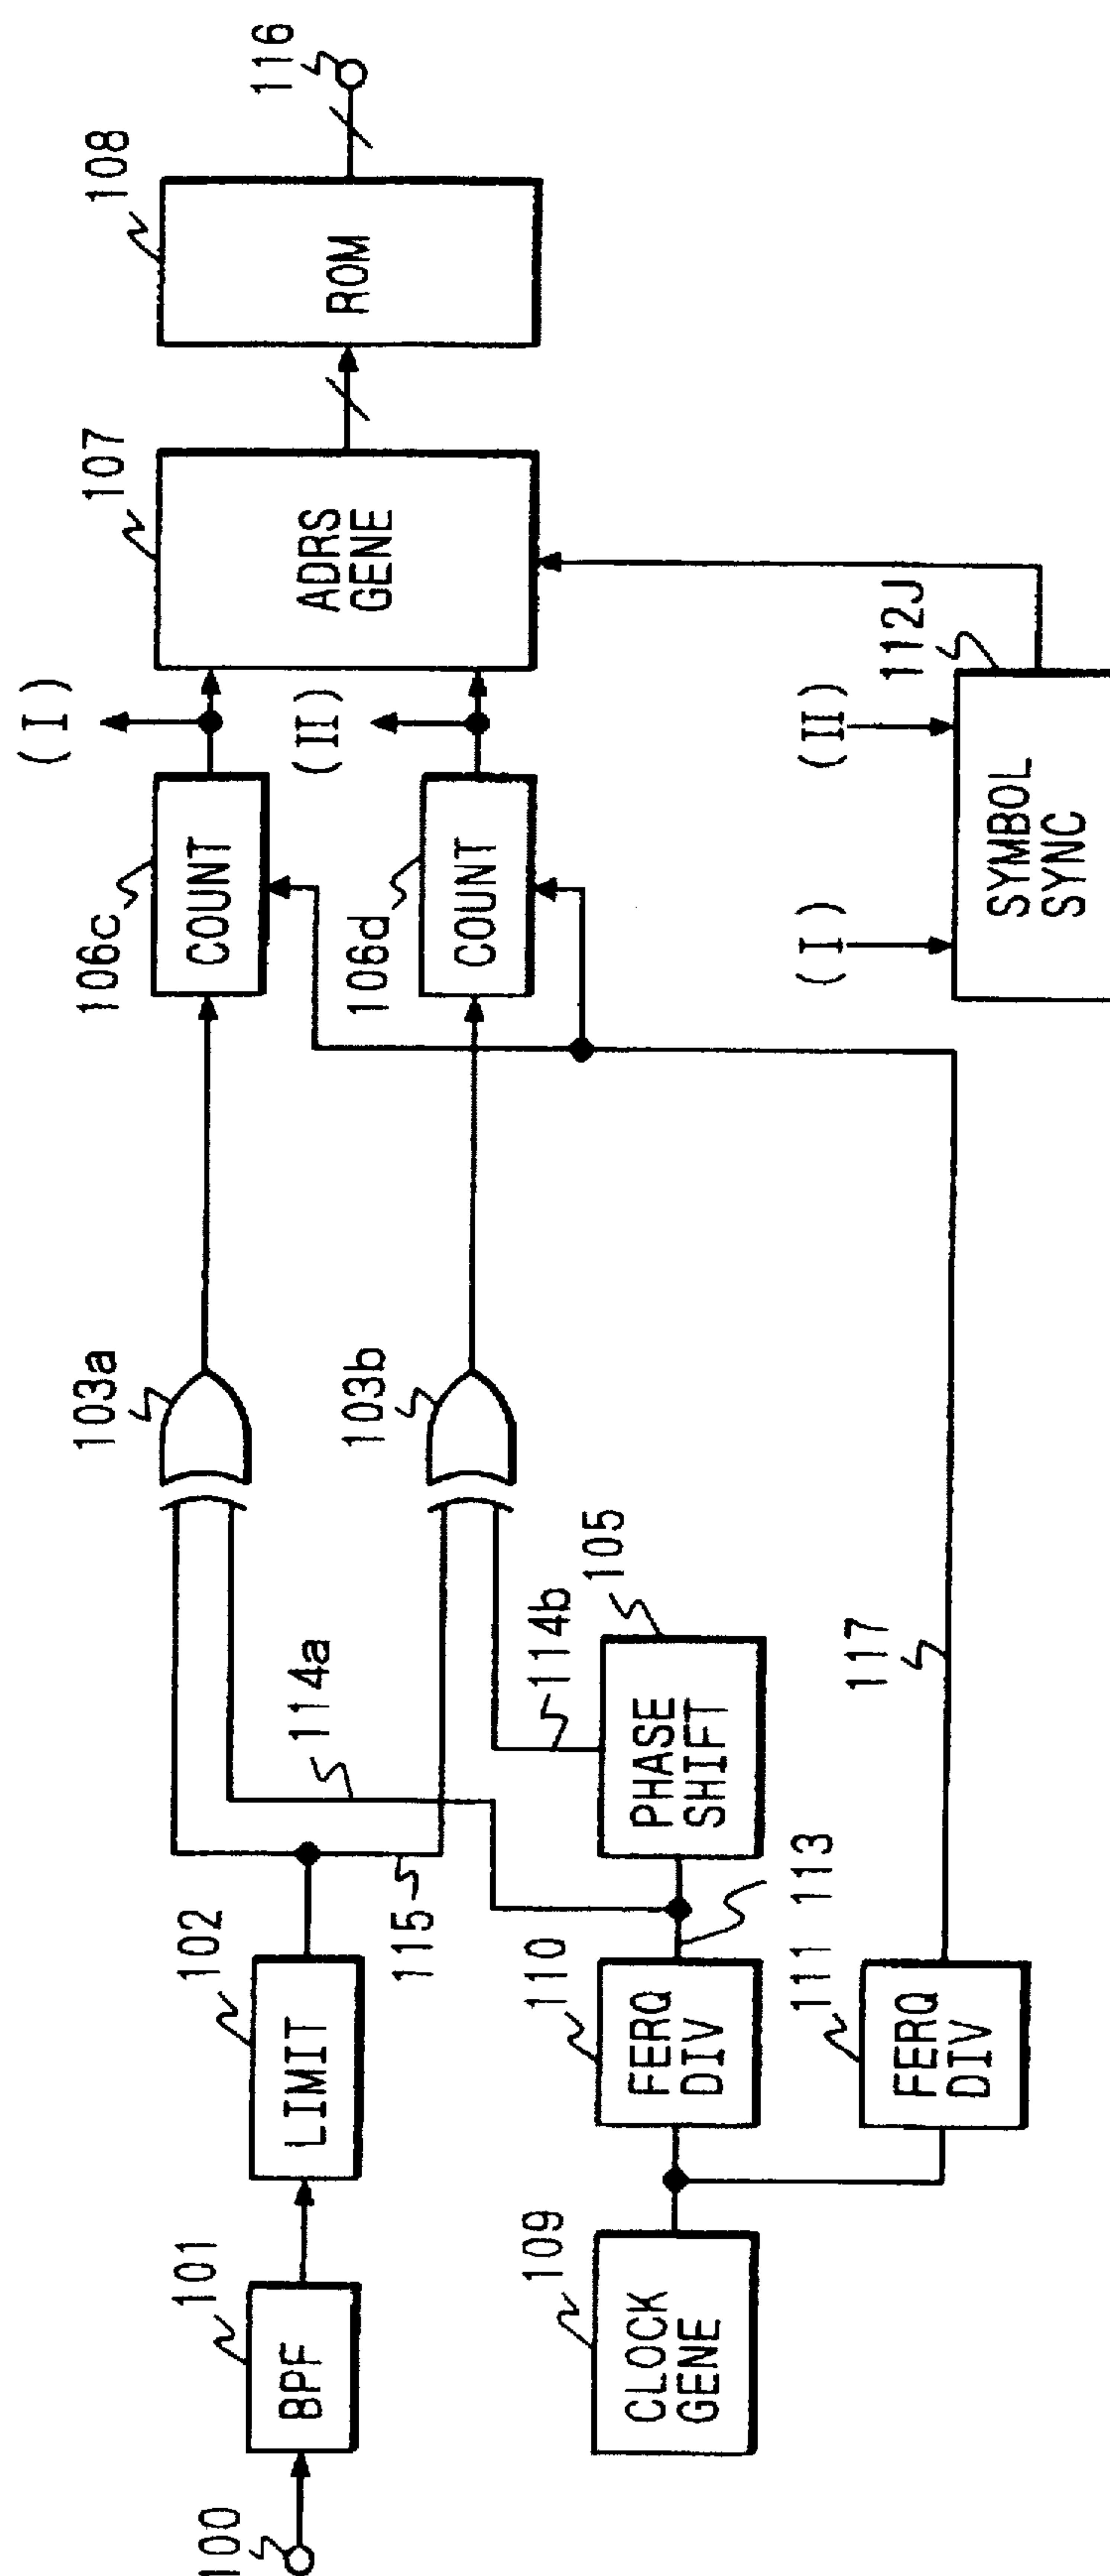 100
101
BPF
102
LIMIT
115
114a
103a
103b
106c
COUNT
106d
COUNT
(I)
(II)
107
ADRS
GENE
108
ROM
116
109
CLOCK
GENE
110
FERQ
DIV
113
PHASE
SHIFT
105
114b
111
FERQ
DIV
117
(I)
(II)
SYMBOL
SYNC
112J